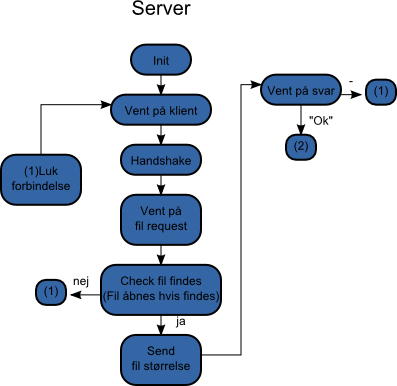 Server
Init
Vent på klient
(1)Luk
forbindelse
Handshake
Vent på
fil request
Check fil findes
(Fil åbnes hvis findes)
nej
(1)
ja
Send
fil størrelse
Vent på svar
-
(1)
"Ok"
(2)